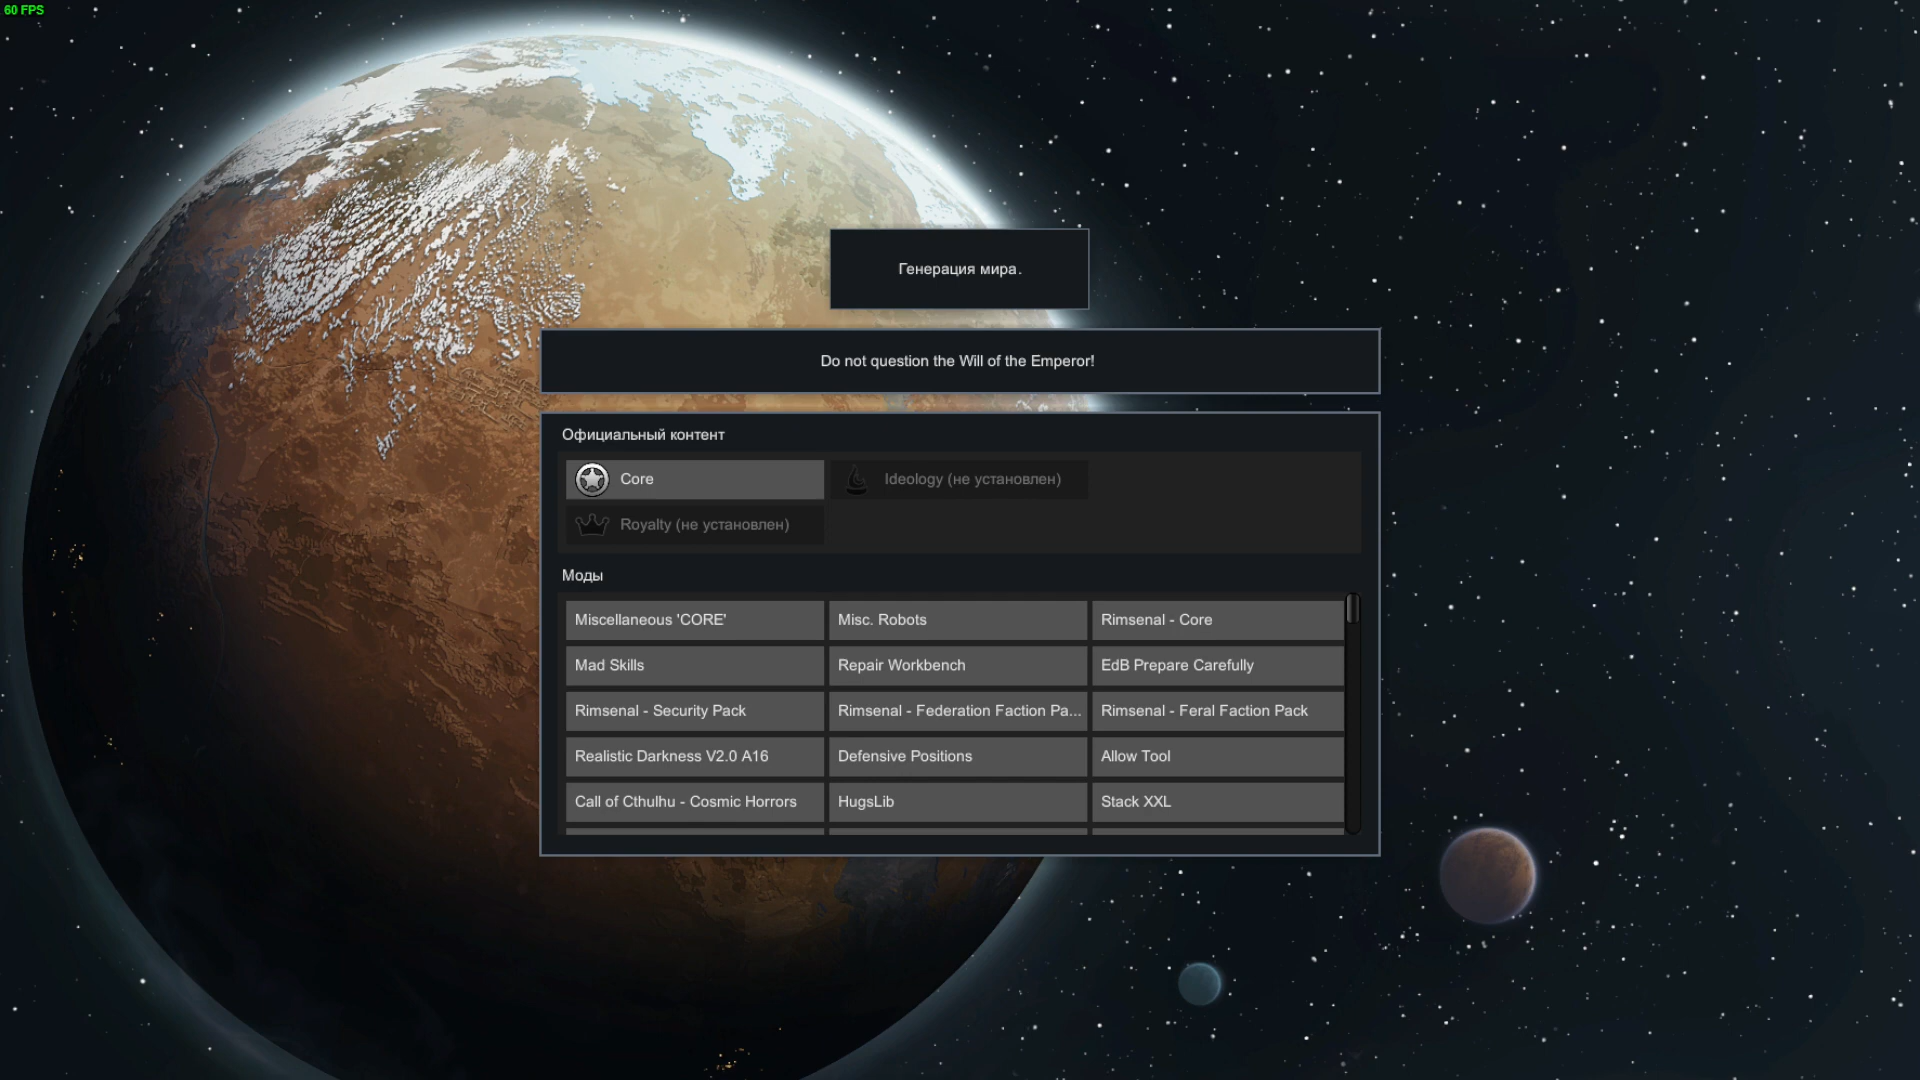 60 FPS
Генерация мира.
Do not question the Will of the Emperor!
Официальный контент
Core
Ideology (не установлен)
Royalty (не установлен)
Моды
Miscellaneous 'CORE'
Misc. Robots
Rimsenal - Core
Mad Skills
Repair Workbench
EdB Prepare Carefully
Rimsenal - Security Pack
Rimsenal - Federation Faction Pa...
Rimsenal - Feral Faction Pack
Realistic Darkness V2.0 A16
Defensive Positions
Allow Tool
Call of Cthulhu - Cosmic Horrors
HugsLib
Stack XXL